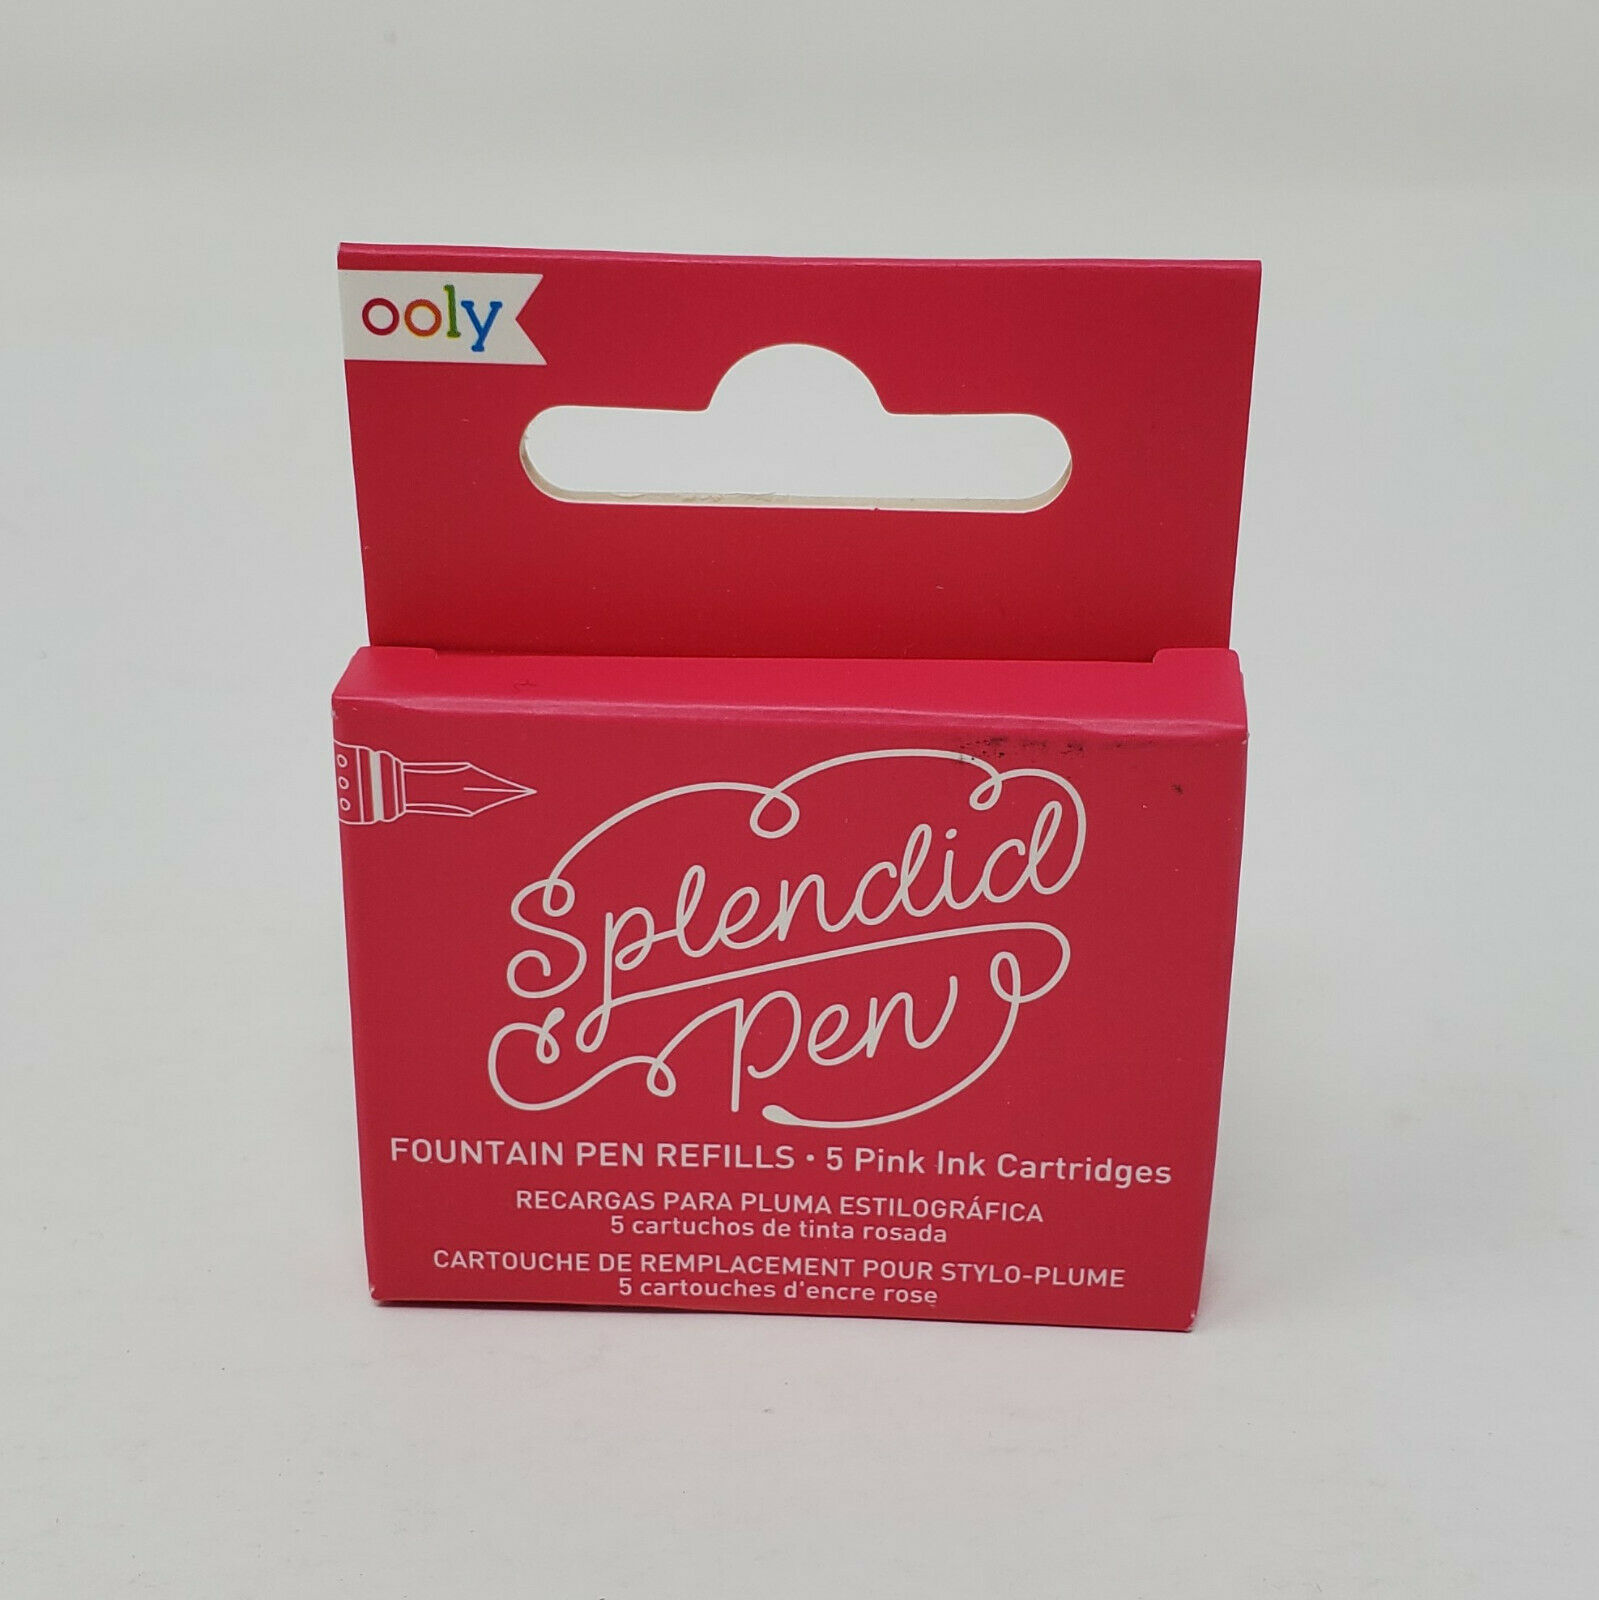 ooly
Splendid
Pen
FOUNTAIN PEN REFILLS • 5 Pink Ink Cartridges
RECARGAS PARA PLUMA ESTILOGRÁFICA
5 cartuchos de tinta rosada
CARTOUCHE DE REMPLACEMENT POUR STYLO-PLUME
5 cartouches d'encre rose